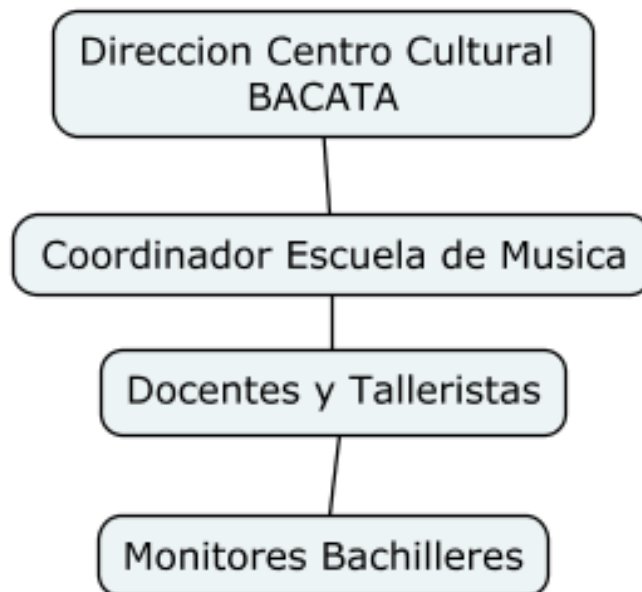 Direccion Centro Cultural
BACATA
Coordinador Escuela de Musica
Docentes y Talleristas
Monitores Bachilleres